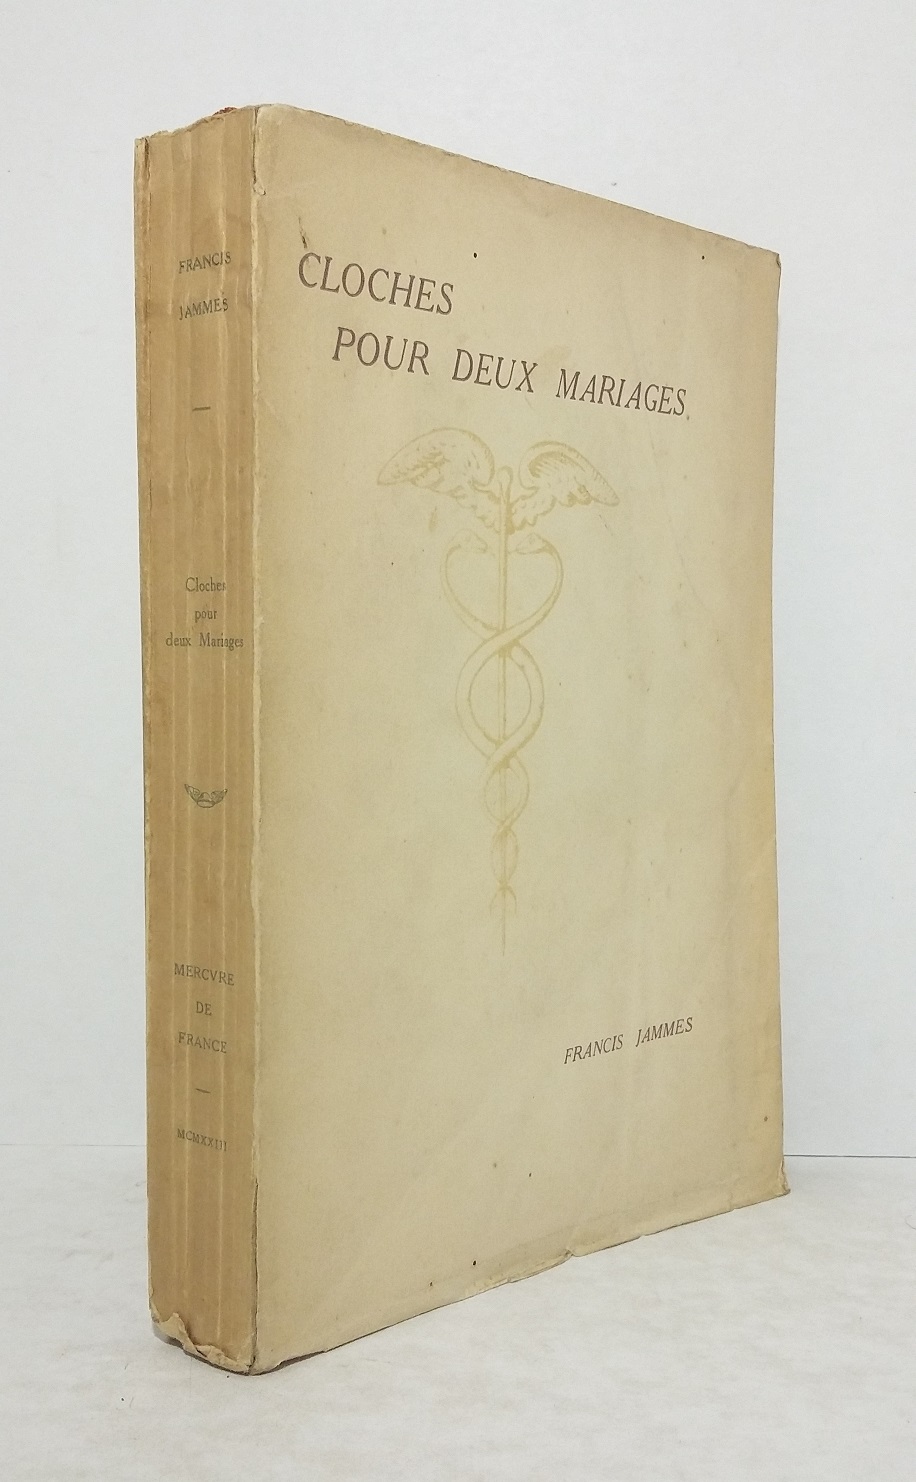 FRANCIS
JAMMES
Cloches
pour
deux Mariages
MERCVRE
DE
FRANCE
MCMXXIII
CLOCHES
POUR DEUX MARIAGES
FRANCIS JAMMES